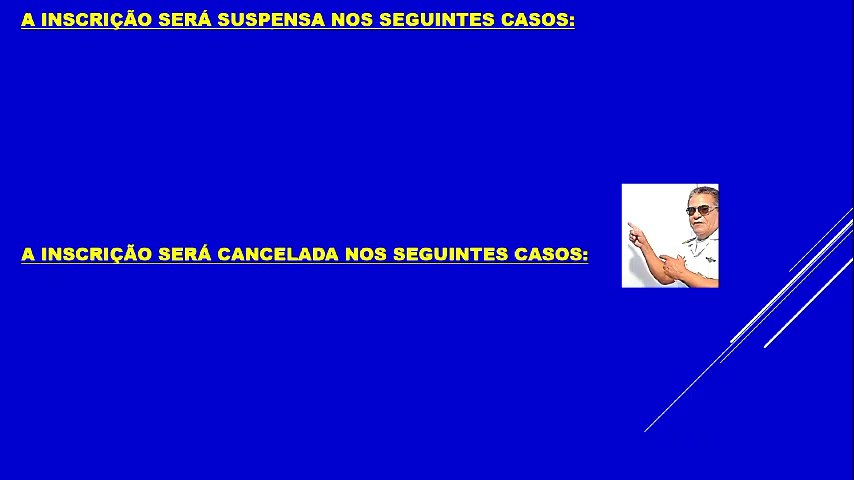 A INSCRIÇÃO SERÁ SUSPENSA NOS SEGUINTES CASOS:
A INSCRIÇÃO SERÁ CANCELADA NOS SEGUINTES CASOS: